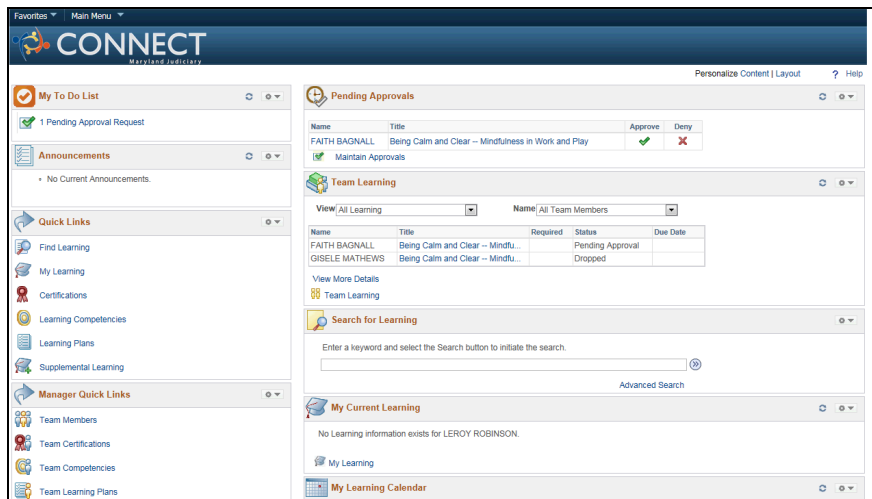 Favorites Main Menu
CONNECT
Maryland Judiciary
Personalize Content | Layout ? Help
My To Do List
1 Pending Approval Request
Announcements
No Current Announcements.
Quick Links
Find Learning
My Learning
Certifications
Learning Competencies
Learning Plans
Supplemental Learning
Manager Quick Links
Team Members
Team Certifications
Team Competencies
Team Learning Plans
Pending Approvals
Name Title Approve Deny
FAITH BAGNALL Being Calm and Clear -- Mindfulness in Work and Play
Maintain Approvals
Team Learning
View All Learning Name All Team Members
Name Title Required Status Due Date
FAITH BAGNALL Being Calm and Clear -- Mindfu... Pending Approval
GISELE MATHEWS Being Calm and Clear -- Mindfu... Dropped
View More Details
Team Learning
Search for Learning
Enter a keyword and select the Search button to initiate the search.
Advanced Search
My Current Learning
No Learning information exists for LEROY ROBINSON.
My Learning
My Learning Calendar